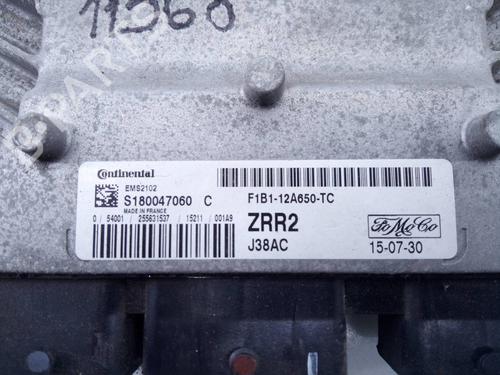 11360
Continental
EMS2102
S180047060 C
MADE IN FRANCE
0 / 54001 / 255631537 / 15211 / 001A9
F1B1-12A650-TC
ZRR2
J38AC
FoMoCo
15-07-30